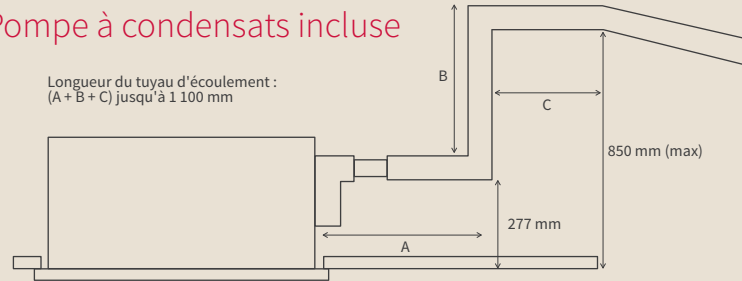 Pompe à condensats incluse
Longueur du tuyau d'écoulement :
(A + B + C) jusqu'à 1 100 mm
B
C
850 mm (max)
277 mm
A